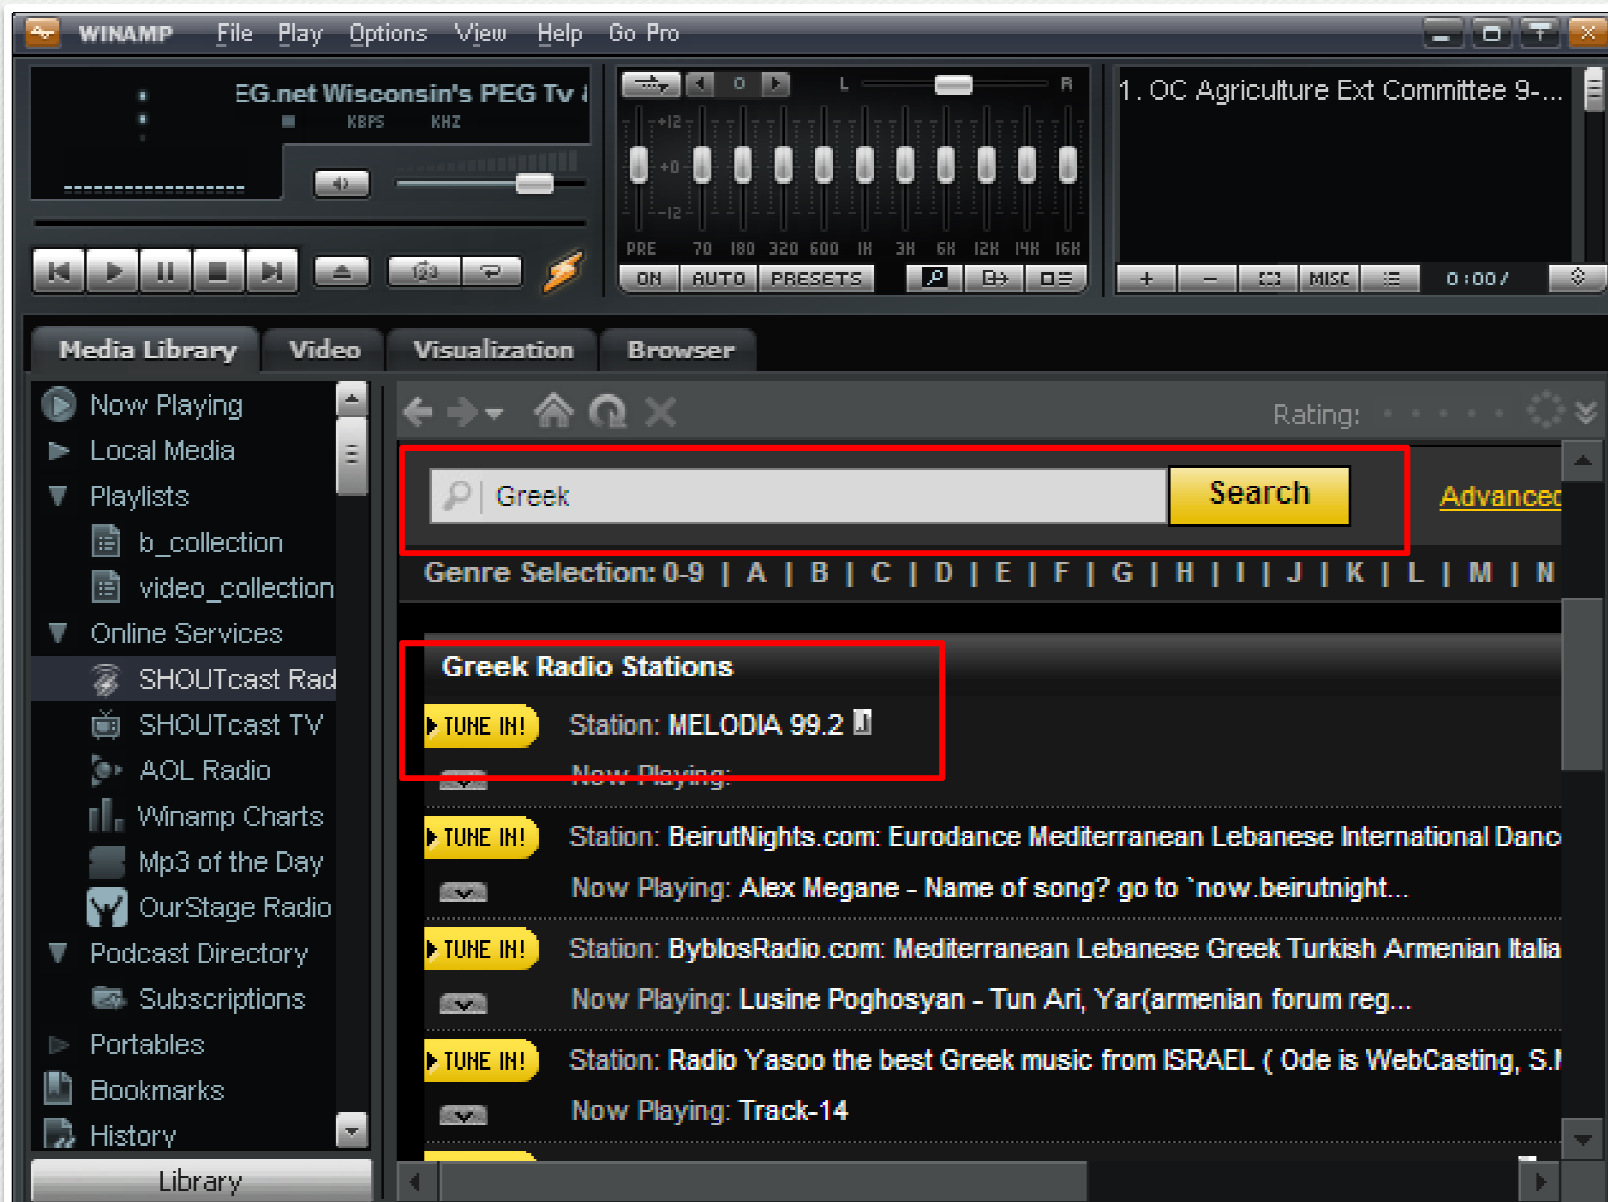 WINAMP File Play Options View Help Go Pro
EG.net Wisconsin's PEG Tv
KBPS KHZ
0 L R
+12
+0
-12
PRE 70 180 320 600 1K 3K 6K 12K 14K 16K
ON AUTO PRESETS
1. OC Agriculture Ext Committee 9-...
+ - MISC 0:00/
Media Library Video Visualization Browser
Now Playing
Local Media
Playlists
b_collection
video_collection
Online Services
SHOUTcast Rad
SHOUTcast TV
AOL Radio
Winamp Charts
Mp3 of the Day
OurStage Radio
Podcast Directory
Subscriptions
Portables
Bookmarks
History
Library
Rating:
Greek Search Advanced
Genre Selection: 0-9 | A | B | C | D | E | F | G | H | I | J | K | L | M | N
Greek Radio Stations
TUNE IN! Station: MELODIA 99.2
Now Playing:
TUNE IN! Station: BeirutNights.com: Eurodance Mediterranean Lebanese International Danc
Now Playing: Alex Megane - Name of song? go to `now.beirutnight...
TUNE IN! Station: ByblosRadio.com: Mediterranean Lebanese Greek Turkish Armenian Italia
Now Playing: Lusine Poghosyan - Tun Ari, Yar(armenian forum reg...
TUNE IN! Station: Radio Yasoo the best Greek music from ISRAEL ( Ode is WebCasting, S.
Now Playing: Track-14